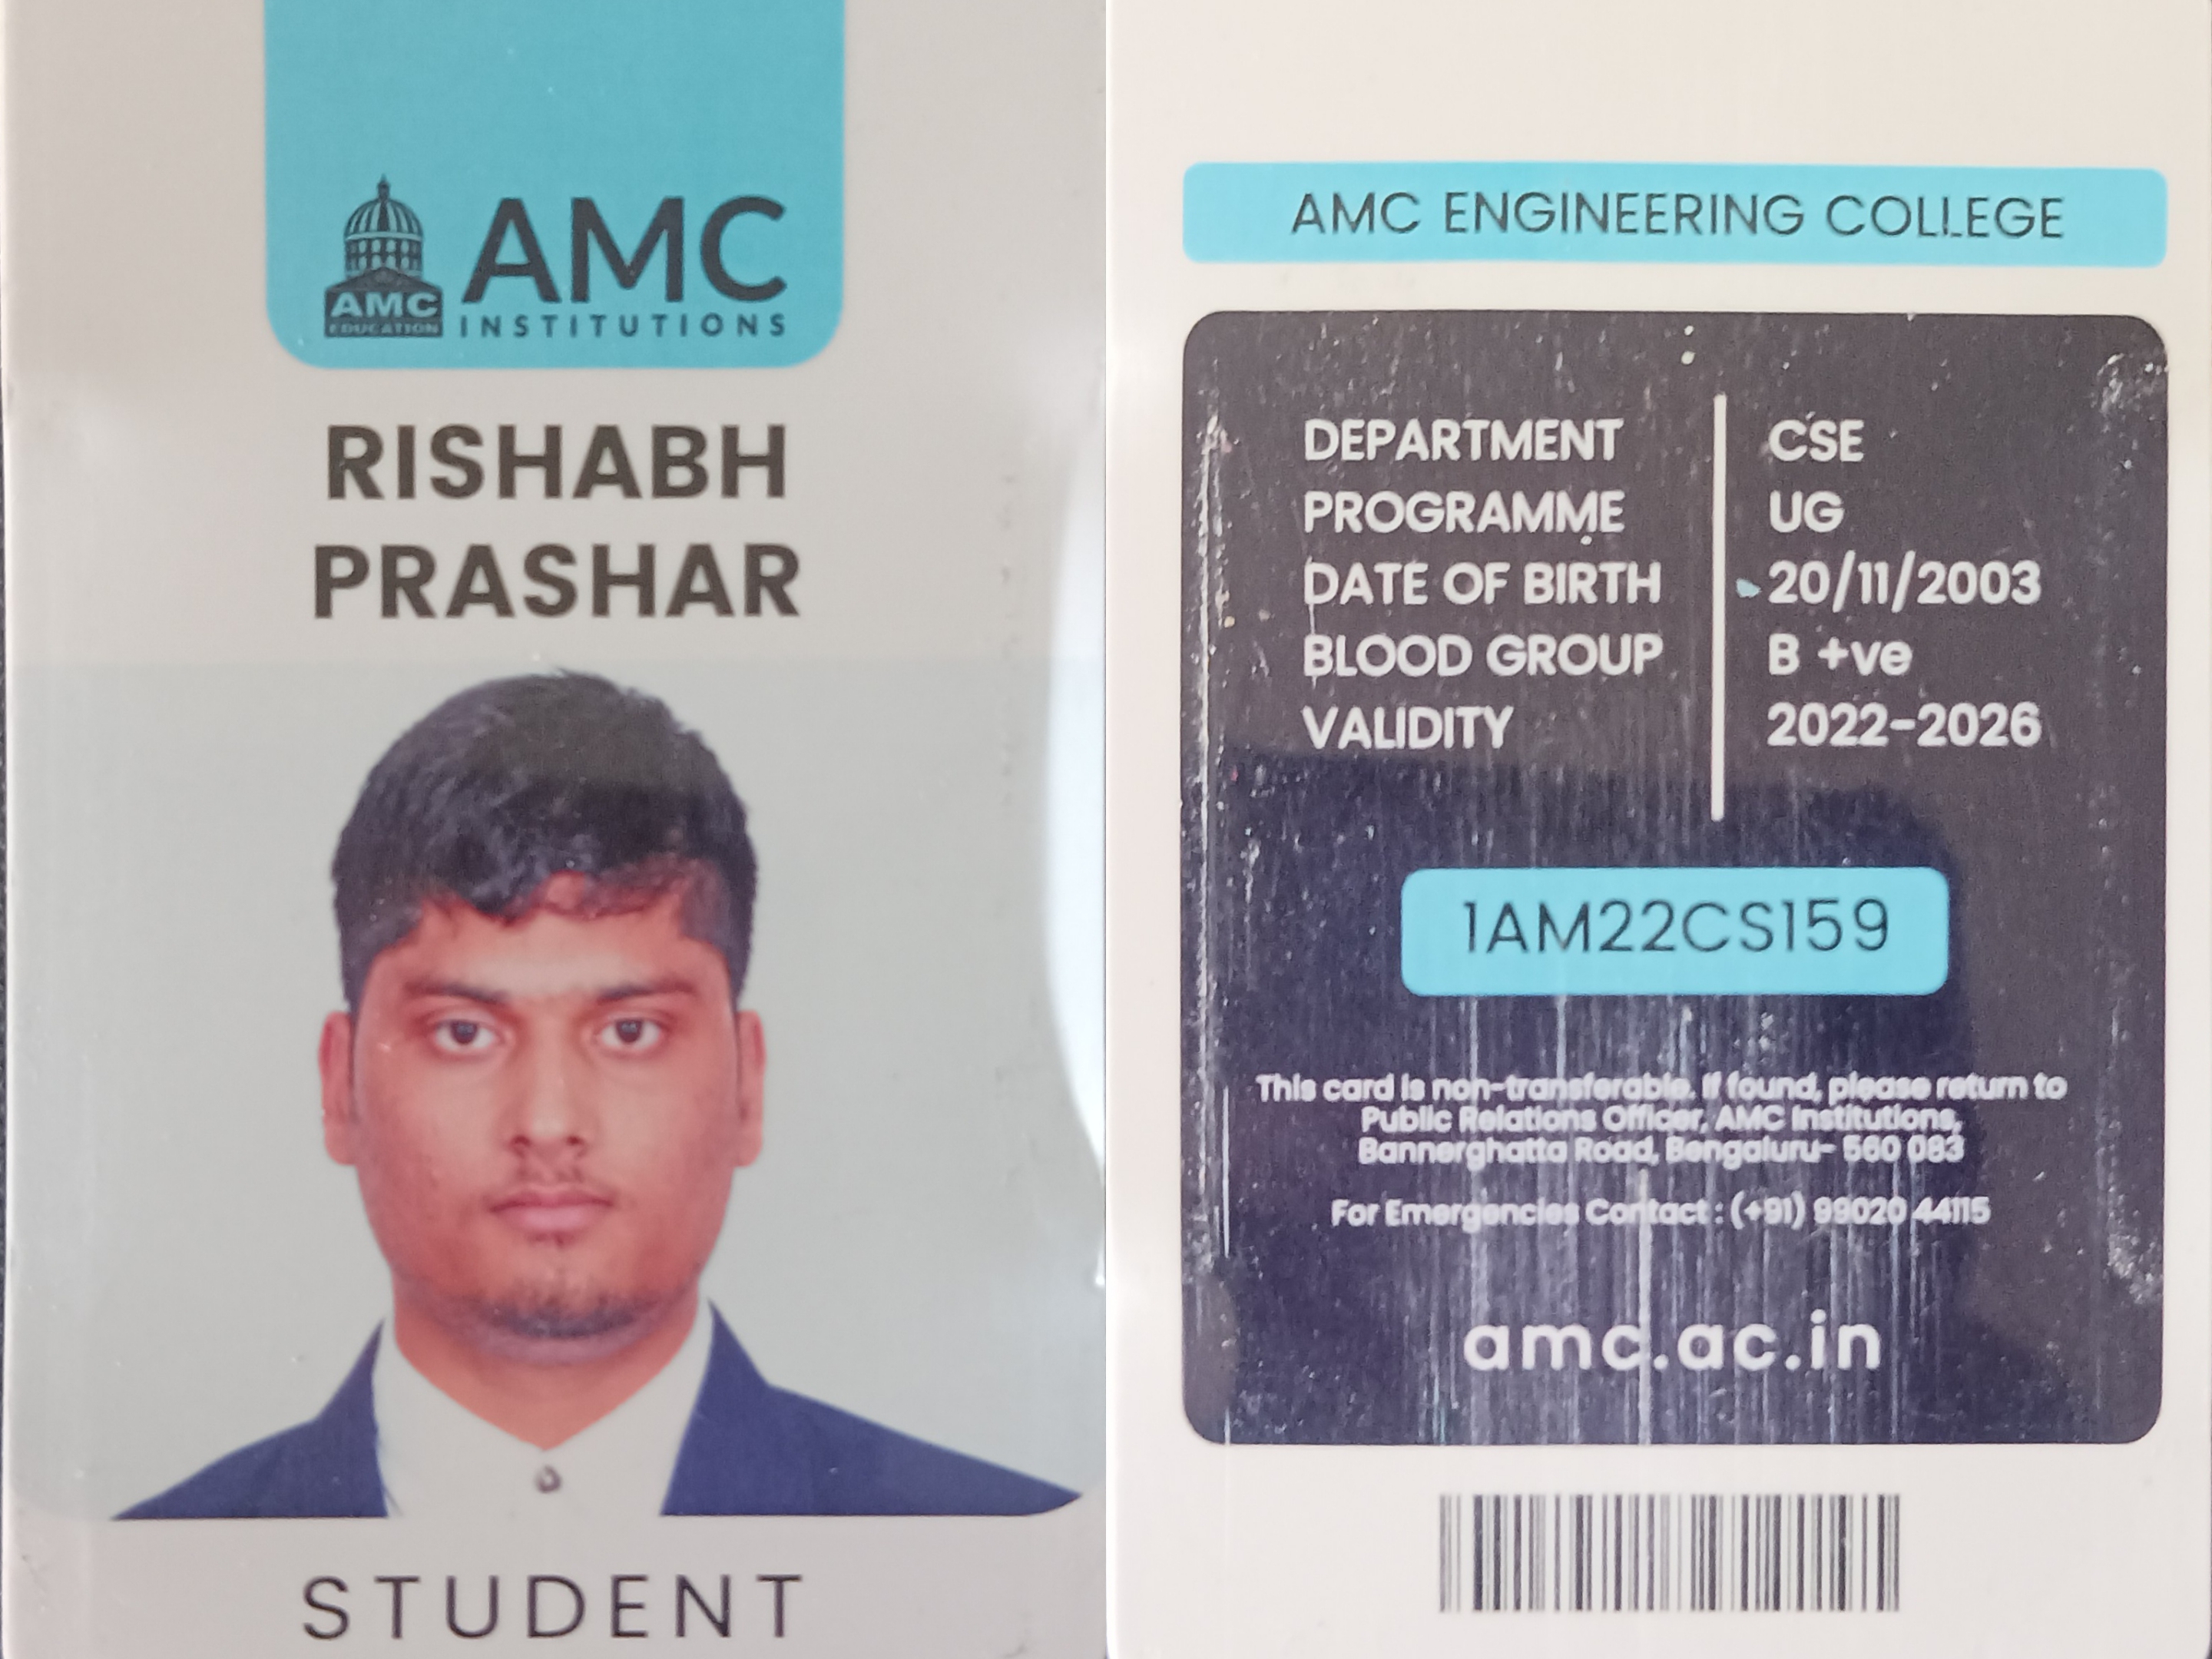 AMC
EDUCATION
AMC
INSTITUTIONS
RISHABH
PRASHAR
STUDENT
AMC ENGINEERING COLLEGE
DEPARTMENT CSE
PROGRAMME UG
DATE OF BIRTH 20/11/2003
BLOOD GROUP B +ve
VALIDITY 2022-2026
1AM22CS159
This card is non-transferable. If found, please return to
Public Relations Officer, AMC Institutions,
Bannerghatta Road, Bengaluru- 560 083
For Emergencies Contact : (+91) 99020 44115
amc.ac.in